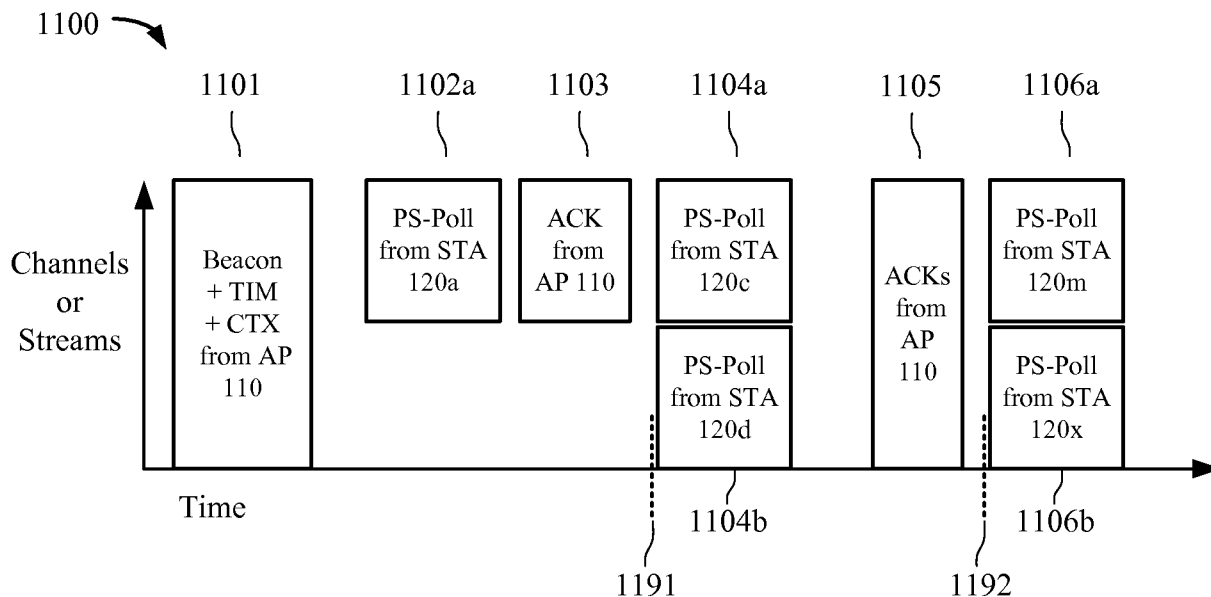 1100
1101
1102a
1103
1104a
1105
1106a
Channels
or
Streams
Beacon
+ TIM
+ CTX
from AP
110
PS-Poll
from STA
120a
ACK
from
AP 110
PS-Poll
from STA
120c
PS-Poll
from STA
120d
ACKs
from
AP
110
PS-Poll
from STA
120m
PS-Poll
from STA
120x
Time
1104b
1106b
1191
1192